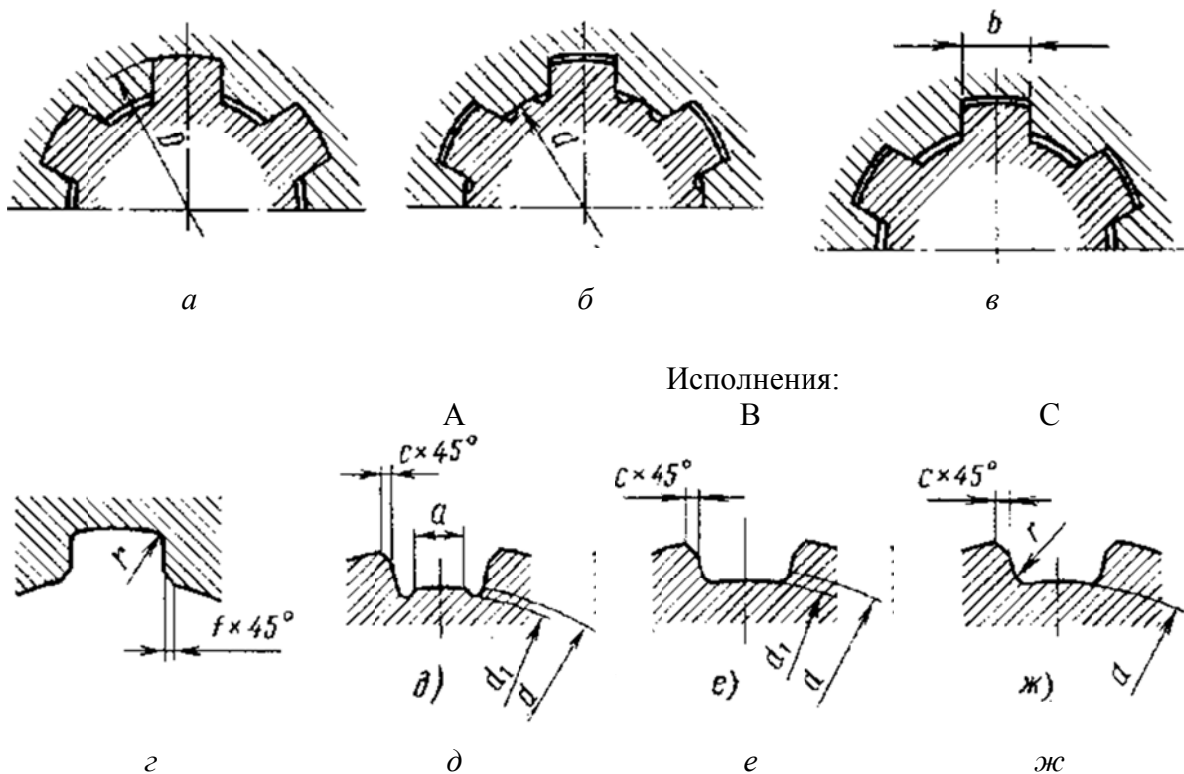 b
D
D
а
б
в
Исполнения:
А
В
С
c × 45°
c × 45°
c × 45°
a
r
r
f × 45°
d₁
d
d₁
d
d
д)
е)
ж)
г
д
е
ж